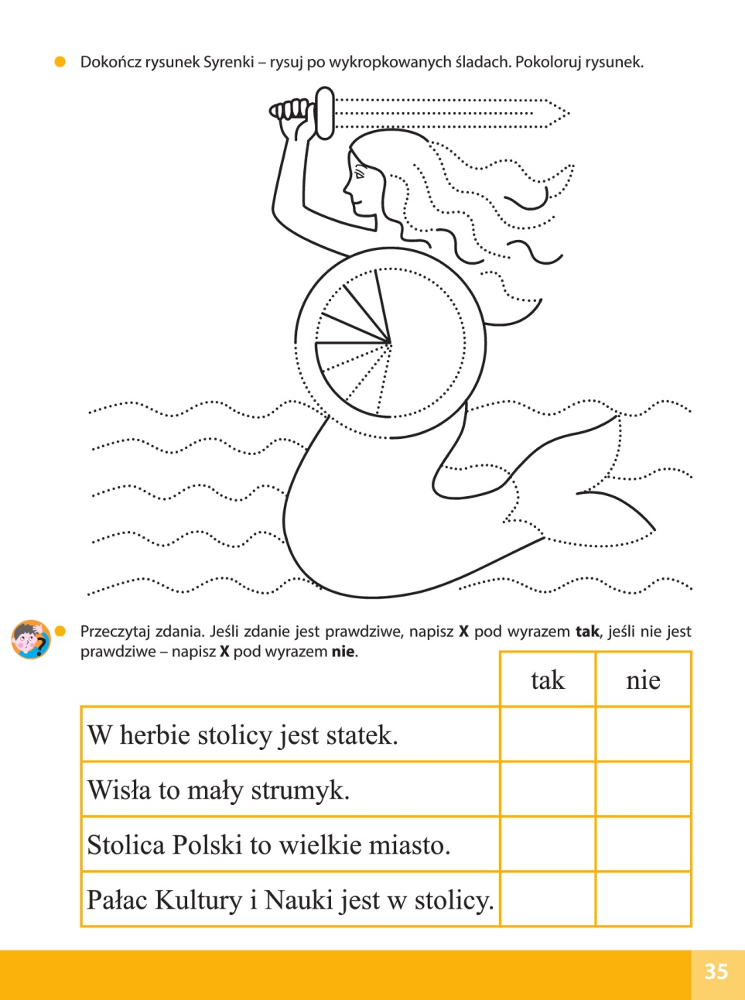 Dokończ rysunek Syrenki – rysuj po wykropkowanych śladach. Pokoloruj rysunek.
Przeczytaj zdania. Jeśli zdanie jest prawdziwe, napisz X pod wyrazem tak, jeśli nie jest
prawdziwe – napisz X pod wyrazem nie.
tak nie
W herbie stolicy jest statek.
Wisła to mały strumyk.
Stolica Polski to wielkie miasto.
Pałac Kultury i Nauki jest w stolicy.
35